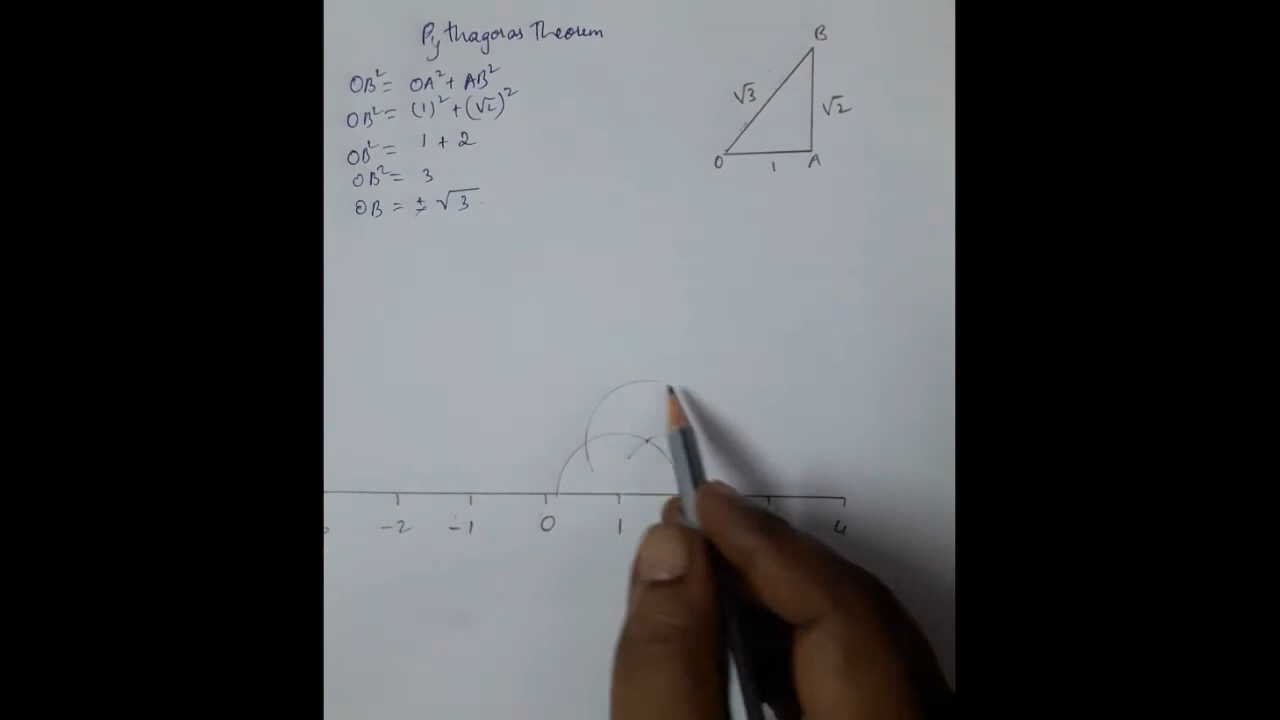 Pythagoras Theorum
OB² = OA² + AB²
OB² = (1)² + (√2)²
OB² = 1 + 2
OB² = 3
OB = ± √3
B
√3
√2
O
1
A
-2 -1 0 1 4